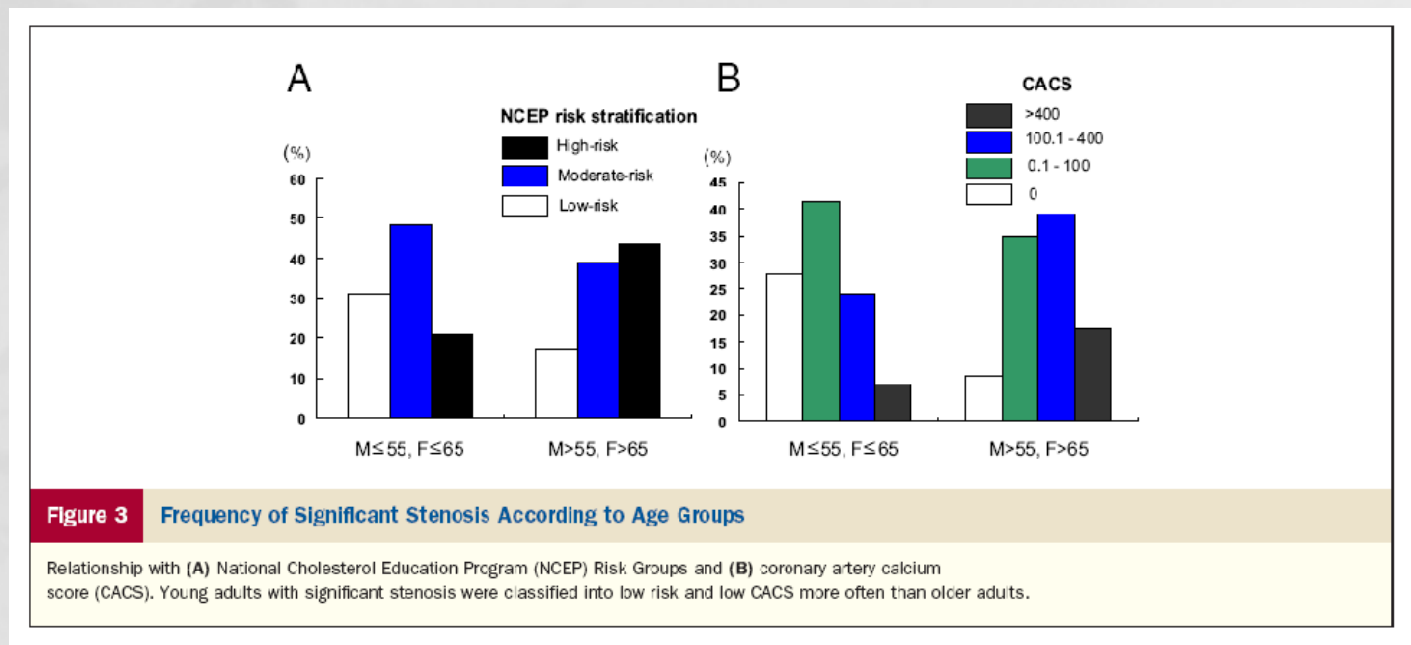 A
NCEP risk stratification
High-risk
Moderate-risk
Low-risk
(%)
60
50
40
30
20
10
0
M≤55, F≤65
M>55, F>65
B
CACS
>400
100.1 - 400
0.1 - 100
0
(%)
45
40
35
30
25
20
15
10
5
0
M≤55, F≤65
M>55, F>65
Figure 3 Frequency of Significant Stenosis According to Age Groups
Relationship with (A) National Cholesterol Education Program (NCEP) Risk Groups and (B) coronary artery calcium
score (CACS). Young adults with significant stenosis were classified into low risk and low CACS more often than older adults.